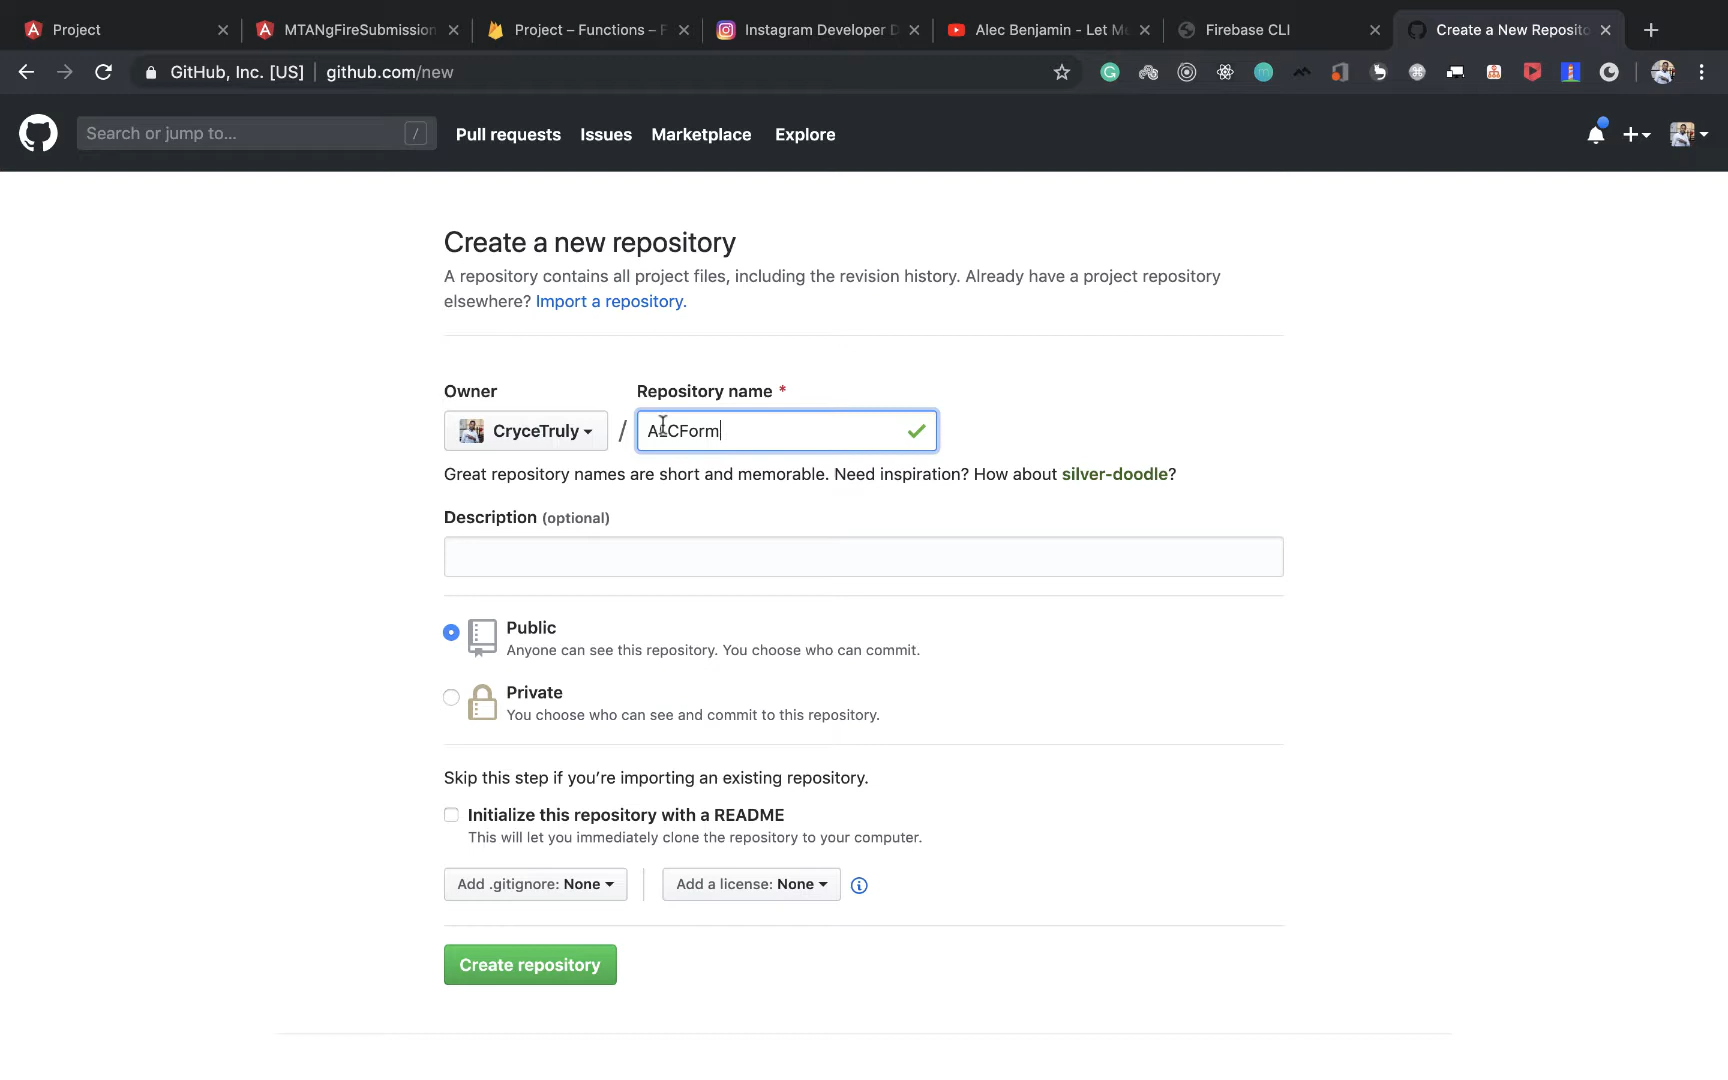 Project
MTANgFireSubmission
Project – Functions – F
Instagram Developer D
Alec Benjamin - Let Me
Firebase CLI
Create a New Reposito
GitHub, Inc. [US] | github.com/new
Search or jump to... /
Pull requests Issues Marketplace Explore
Create a new repository
A repository contains all project files, including the revision history. Already have a project repository
elsewhere? Import a repository.
Owner Repository name *
CryceTruly / ALCForm
Great repository names are short and memorable. Need inspiration? How about silver-doodle?
Description (optional)
Public
Anyone can see this repository. You choose who can commit.
Private
You choose who can see and commit to this repository.
Skip this step if you’re importing an existing repository.
Initialize this repository with a README
This will let you immediately clone the repository to your computer.
Add .gitignore: None Add a license: None
Create repository